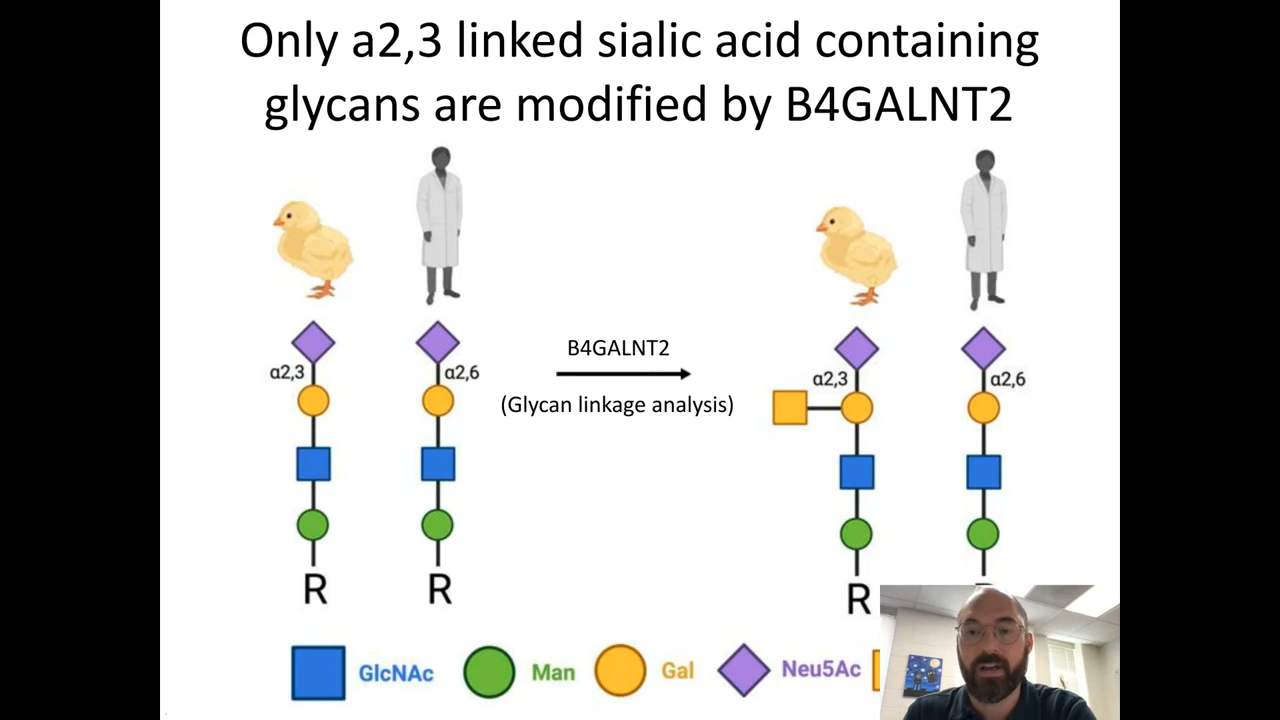 Only a2,3 linked sialic acid containing
glycans are modified by B4GALNT2
α2,3
α2,6
B4GALNT2
(Glycan linkage analysis)
α2,3
α2,6
R
R
R
GlcNAc
Man
Gal
Neu5Ac